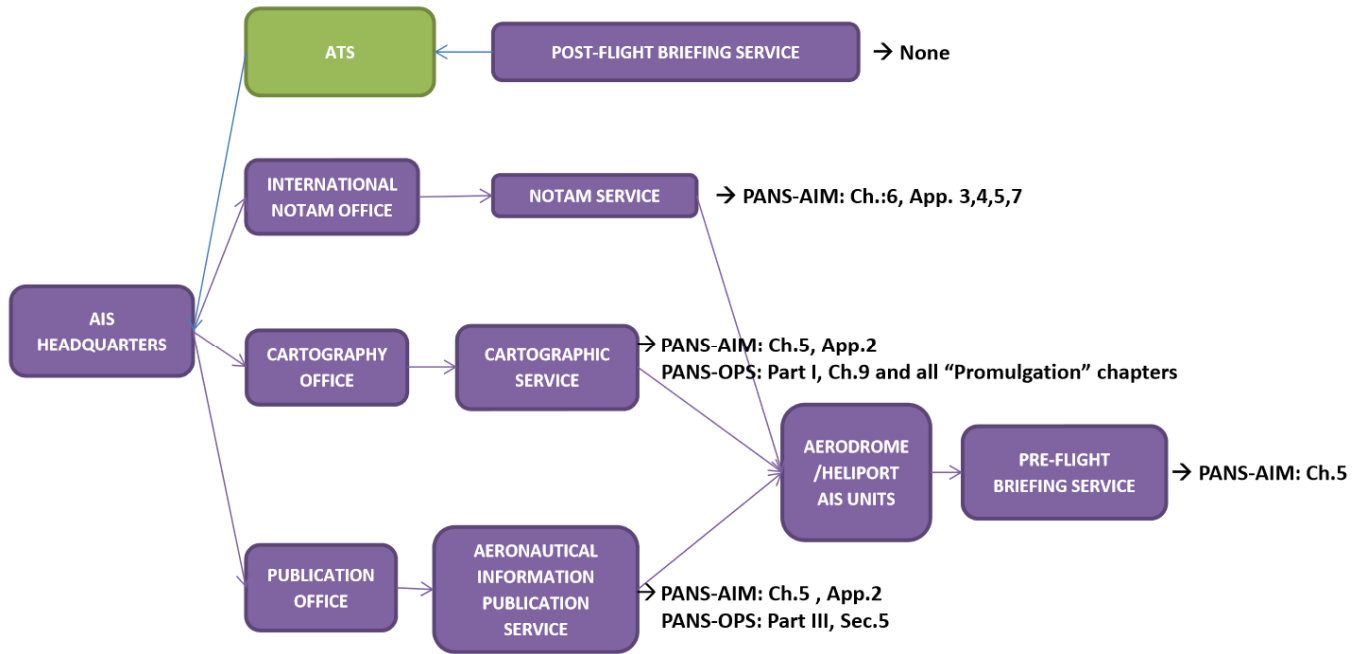 ATS
POST-FLIGHT BRIEFING SERVICE
→ None
INTERNATIONAL
NOTAM OFFICE
NOTAM SERVICE
→ PANS-AIM: Ch.:6, App. 3,4,5,7
AIS
HEADQUARTERS
CARTOGRAPHY
OFFICE
CARTOGRAPHIC
SERVICE
→ PANS-AIM: Ch.5, App.2
PANS-OPS: Part I, Ch.9 and all “Promulgation” chapters
AERODROME
/HELIPORT
AIS UNITS
PRE-FLIGHT
BRIEFING SERVICE
→ PANS-AIM: Ch.5
PUBLICATION
OFFICE
AERONAUTICAL
INFORMATION
PUBLICATION
SERVICE
→ PANS-AIM: Ch.5 , App.2
PANS-OPS: Part III, Sec.5